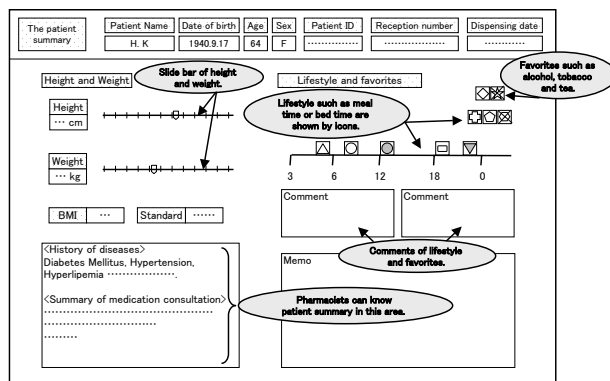 The patient summary
Patient Name
Date of birth
Age
Sex
Patient ID
Reception number
Dispensing date
H. K
1940.9.17
64
F
···············
··················
·············
Height and Weight
Slide bar of height
and weight.
Lifestyle and favorites
Favorites such as
alcohol, tobacco
and tea.
Height
··· cm
Lifestyle such as meal
time or bed time are
shown by icons.
Weight
··· kg
3 6 12 18 0
BMI ···
Standard ······
Comment
Comment
Comments of lifestyle
and favorites.
<History of diseases>
Diabetes Mellitus, Hypertension,
Hyperlipemia ··················.
<Summary of medication consultation>
··········································
································
·········
Memo
Pharmacists can know
patient summary in this area.